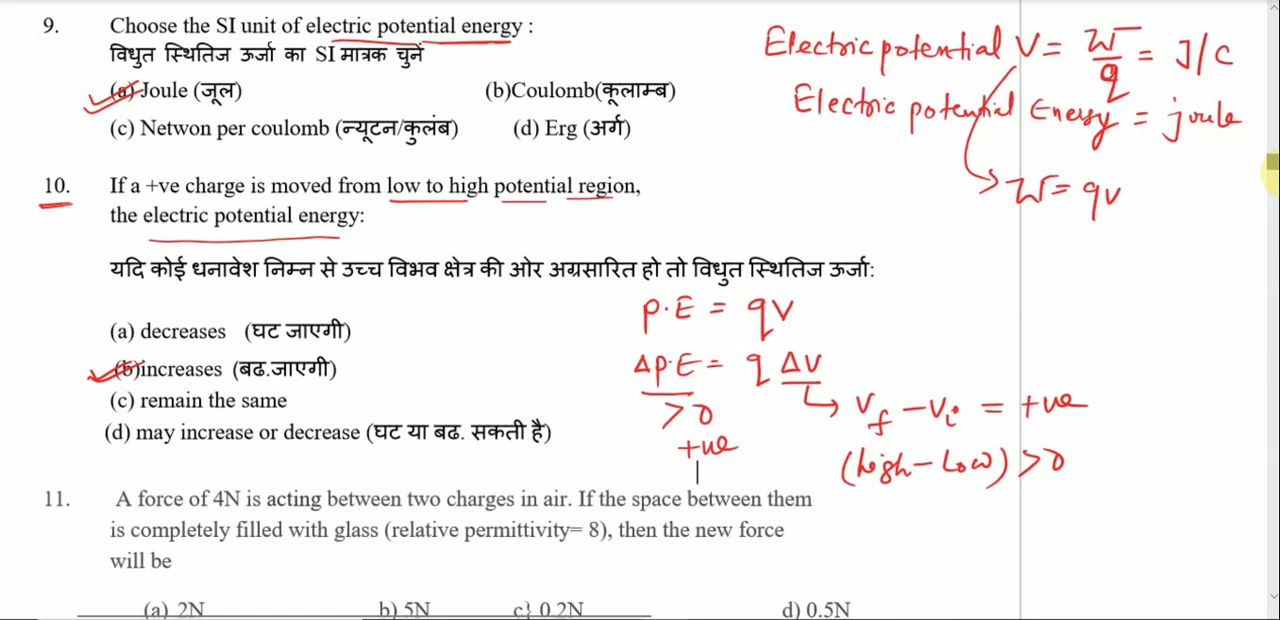 9. Choose the SI unit of electric potential energy :
विधुत स्थितिज ऊर्जा का SI मात्रक चुनें
(a) Joule (जूल) (b)Coulomb(कूलाम्ब)
(c) Netwon per coulomb (न्यूटन/कुलंब) (d) Erg (अर्ग)
Electric potential V = W/q = J/C
Electric potential Energy = joule
W = qv
10. If a +ve charge is moved from low to high potential region,
the electric potential energy:
यदि कोई धनावेश निम्न से उच्च विभव क्षेत्र की ओर अग्रसारित हो तो विधुत स्थितिज ऊर्जा:
(a) decreases (घट जाएगी)
(b)increases (बढ.जाएगी)
(c) remain the same
(d) may increase or decrease (घट या बढ. सकती है)
P.E = qV
ΔP.E = q ΔV
>0
+ve
Vf - Vi = +ve
(high - Low) >0
11. A force of 4N is acting between two charges in air. If the space between them
is completely filled with glass (relative permittivity= 8), then the new force
will be
(a) 2N b) 5N c} 0.2N d) 0.5N